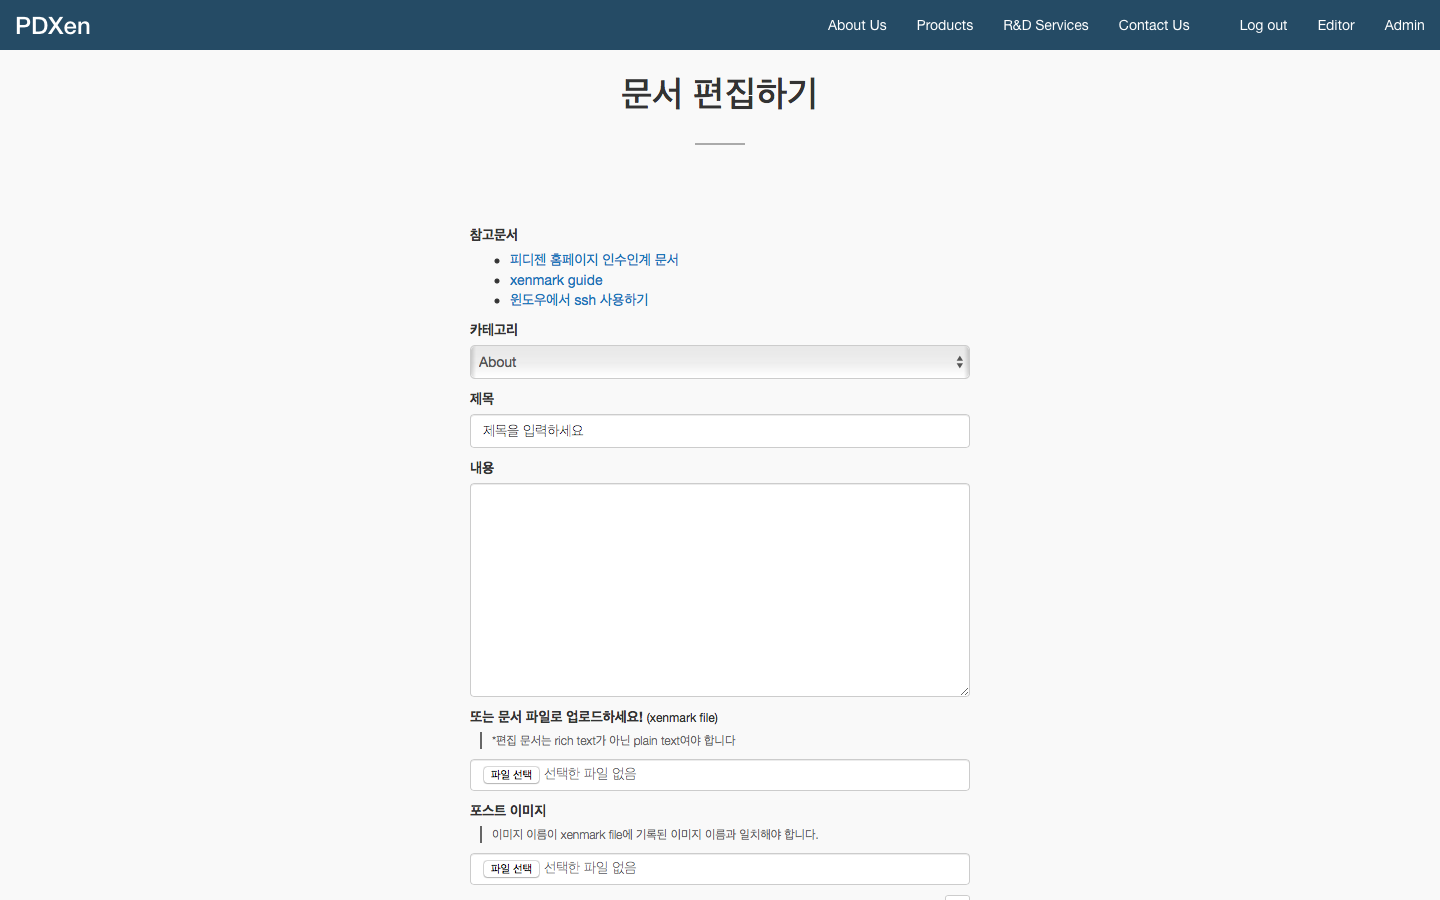 PDXen About Us Products R&D Services Contact Us Log out Editor Admin
문서 편집하기
참고문서
피디젠 홈페이지 인수인계 문서
xenmark guide
윈도우에서 ssh 사용하기
카테고리
About
제목
제목을 입력하세요
내용
또는 문서 파일로 업로드하세요! (xenmark file)
*편집 문서는 rich text가 아닌 plain text여야 합니다
파일 선택 선택한 파일 없음
포스트 이미지
이미지 이름이 xenmark file에 기록된 이미지 이름과 일치해야 합니다.
파일 선택 선택한 파일 없음